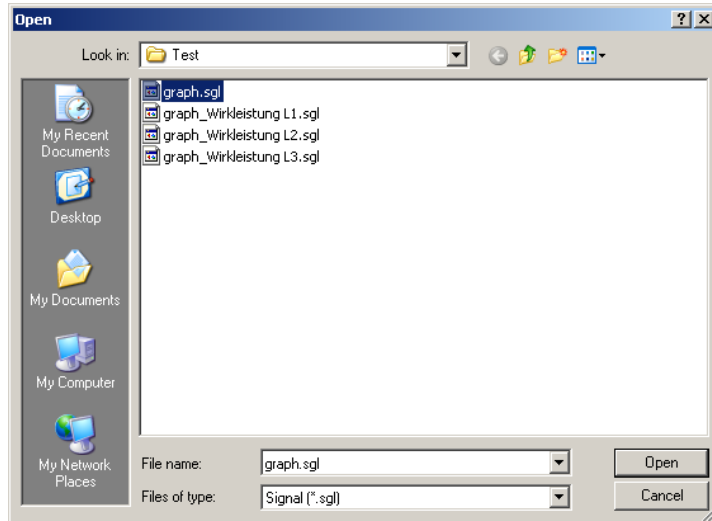 Open
Look in:
Test
My Recent
Documents
Desktop
My Documents
My Computer
My Network
Places
graph.sgl
graph_Wirkleistung L1.sgl
graph_Wirkleistung L2.sgl
graph_Wirkleistung L3.sgl
File name:
graph.sgl
Open
Files of type:
Signal (*.sgl)
Cancel